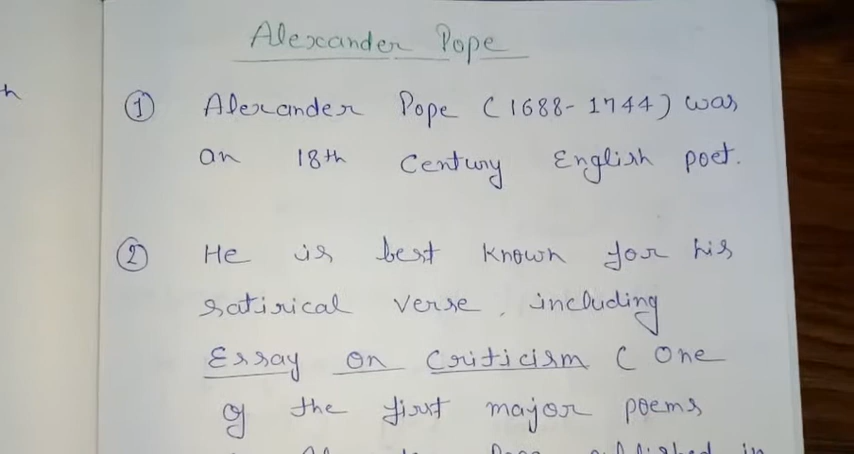 Alexander Pope
① Alexander Pope (1688-1744) was
an 18th Century English poet.
② He is best known for his
satirical verse, including
Essay on Criticism ( One
of the first major poems